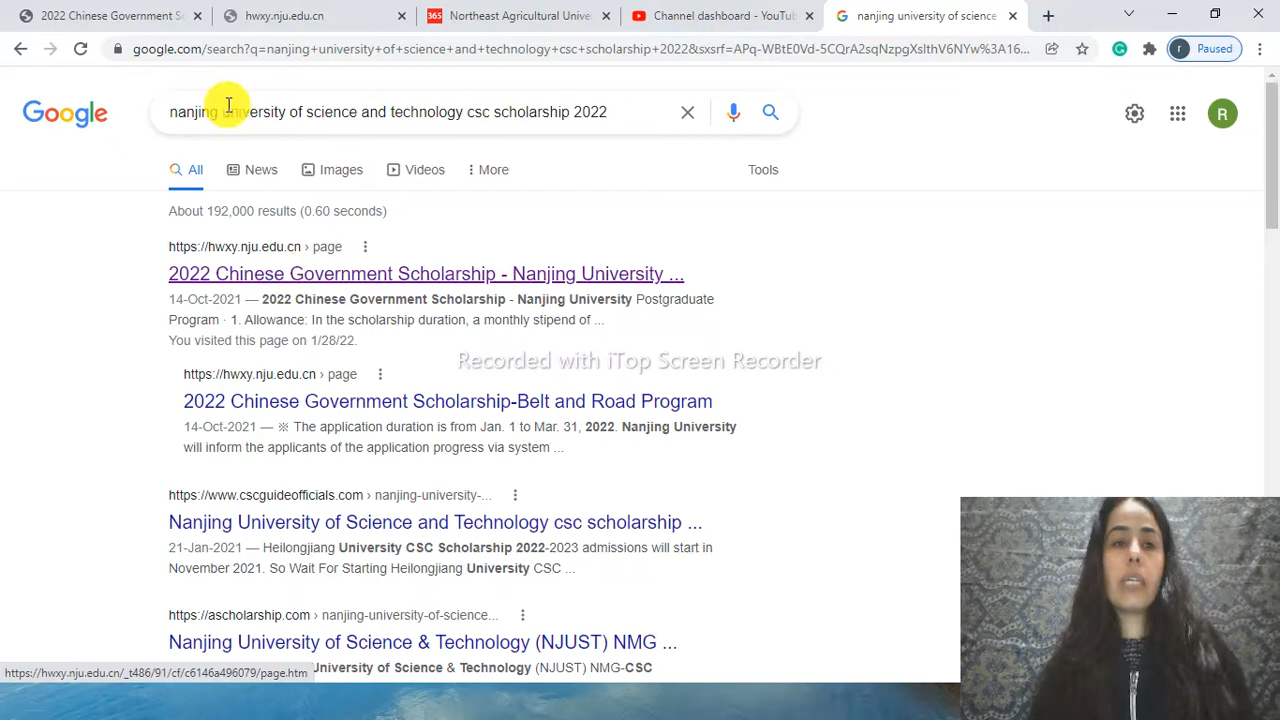 2022 Chinese Government Sc
hwxy.nju.edu.cn
365 Northeast Agricultural Unive
Channel dashboard - YouTub
nanjing university of science
google.com/search?q=nanjing+university+of+science+and+technology+csc+scholarship+2022&sxsrf=APq-WBtE0Vd-5CQrA2sqNzpgXslthV6NYw%3A16...
r Paused
Google
nanjing university of science and technology csc scholarship 2022
R
All
News
Images
Videos
More
Tools
About 192,000 results (0.60 seconds)
https://hwxy.nju.edu.cn › page
2022 Chinese Government Scholarship - Nanjing University ...
14-Oct-2021 — 2022 Chinese Government Scholarship - Nanjing University Postgraduate
Program · 1. Allowance: In the scholarship duration, a monthly stipend of ...
You visited this page on 1/28/22.
Recorded with iTop Screen Recorder
https://hwxy.nju.edu.cn › page
2022 Chinese Government Scholarship-Belt and Road Program
14-Oct-2021 — ※ The application duration is from Jan. 1 to Mar. 31, 2022. Nanjing University
will inform the applicants of the application progress via system ...
https://www.cscguideofficials.com › nanjing-university-...
Nanjing University of Science and Technology csc scholarship ...
21-Jan-2021 — Heilongjiang University CSC Scholarship 2022-2023 admissions will start in
November 2021. So Wait For Starting Heilongjiang University CSC ...
https://ascholarship.com › nanjing-university-of-science...
Nanjing University of Science & Technology (NJUST) NMG ...
https://hwxy.nju.edu.cn/_t486/91/cf/c6146a496079/page.htm
University of Science & Technology (NJUST) NMG-CSC